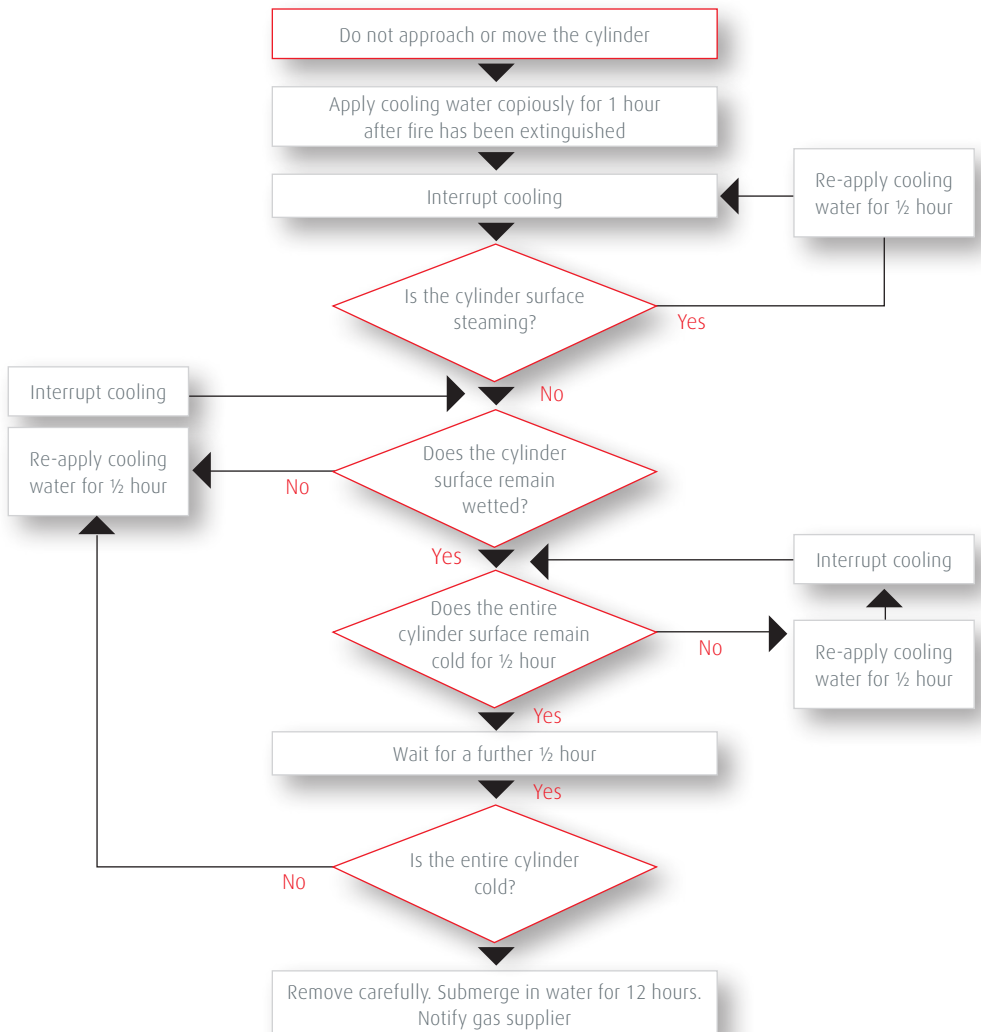 Do not approach or move the cylinder
Apply cooling water copiously for 1 hour
after fire has been extinguished
Interrupt cooling
Re-apply cooling
water for ½ hour
Is the cylinder surface
steaming?
Yes
No
Interrupt cooling
Re-apply cooling
water for ½ hour
Does the cylinder
surface remain
wetted?
No
Yes
Interrupt cooling
Does the entire
cylinder surface remain
cold for ½ hour
No
Re-apply cooling
water for ½ hour
Yes
Wait for a further ½ hour
Yes
Is the entire cylinder
cold?
No
Remove carefully. Submerge in water for 12 hours.
Notify gas supplier